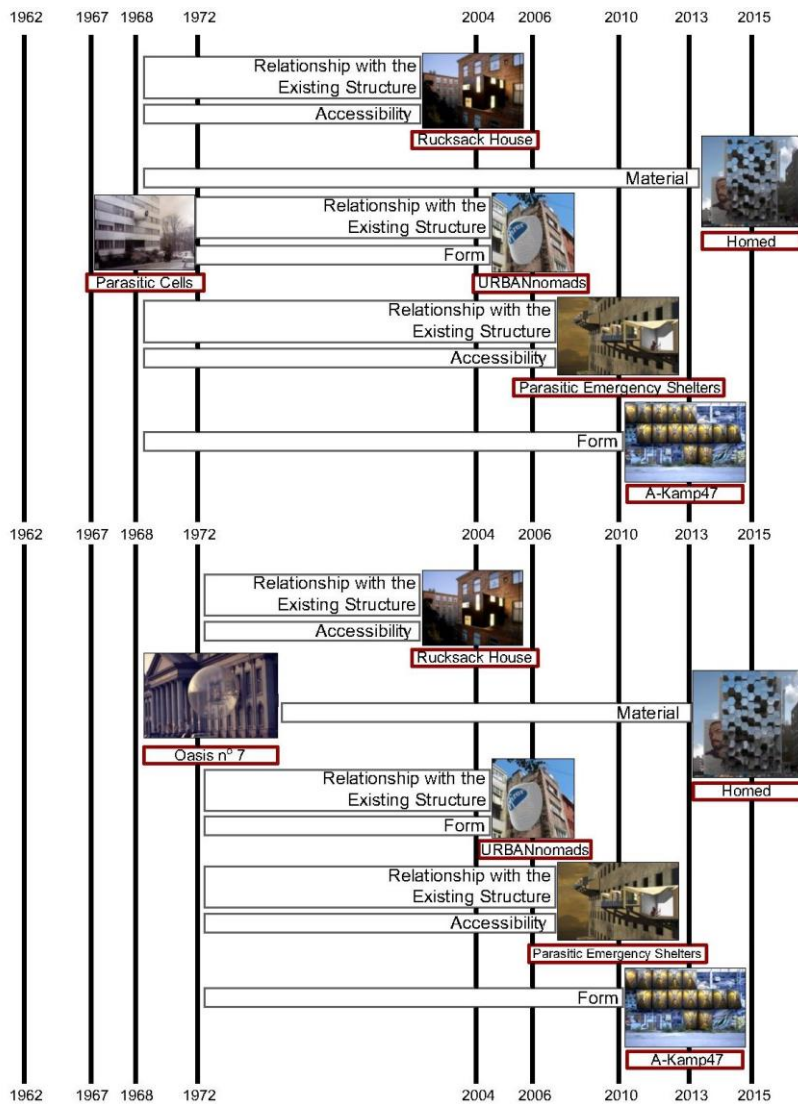 1962 1967 1968 1972 2004 2006 2010 2013 2015
Relationship with the
Existing Structure
Accessibility
Rucksack House
Material
Homed
Relationship with the
Existing Structure
Form
Parasitic Cells
URBANnomads
Relationship with the
Existing Structure
Accessibility
Parasitic Emergency Shelters
Form
A-Kamp47
1962 1967 1968 1972 2004 2006 2010 2013 2015
Relationship with the
Existing Structure
Accessibility
Rucksack House
Material
Oasis nº 7
Homed
Relationship with the
Existing Structure
Form
URBANnomads
Relationship with the
Existing Structure
Accessibility
Parasitic Emergency Shelters
Form
A-Kamp47
1962 1967 1968 1972 2004 2006 2010 2013 2015